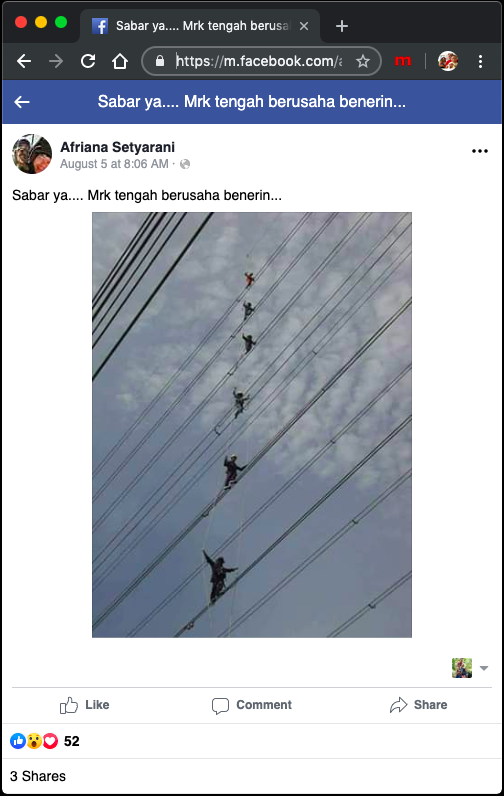 Sabar ya.... Mrk tengah berusa
https://m.facebook.com/a
m
Sabar ya.... Mrk tengah berusaha benerin...
Afriana Setyarani
August 5 at 8:06 AM ·
Sabar ya.... Mrk tengah berusaha benerin...
Like
Comment
Share
52
3 Shares